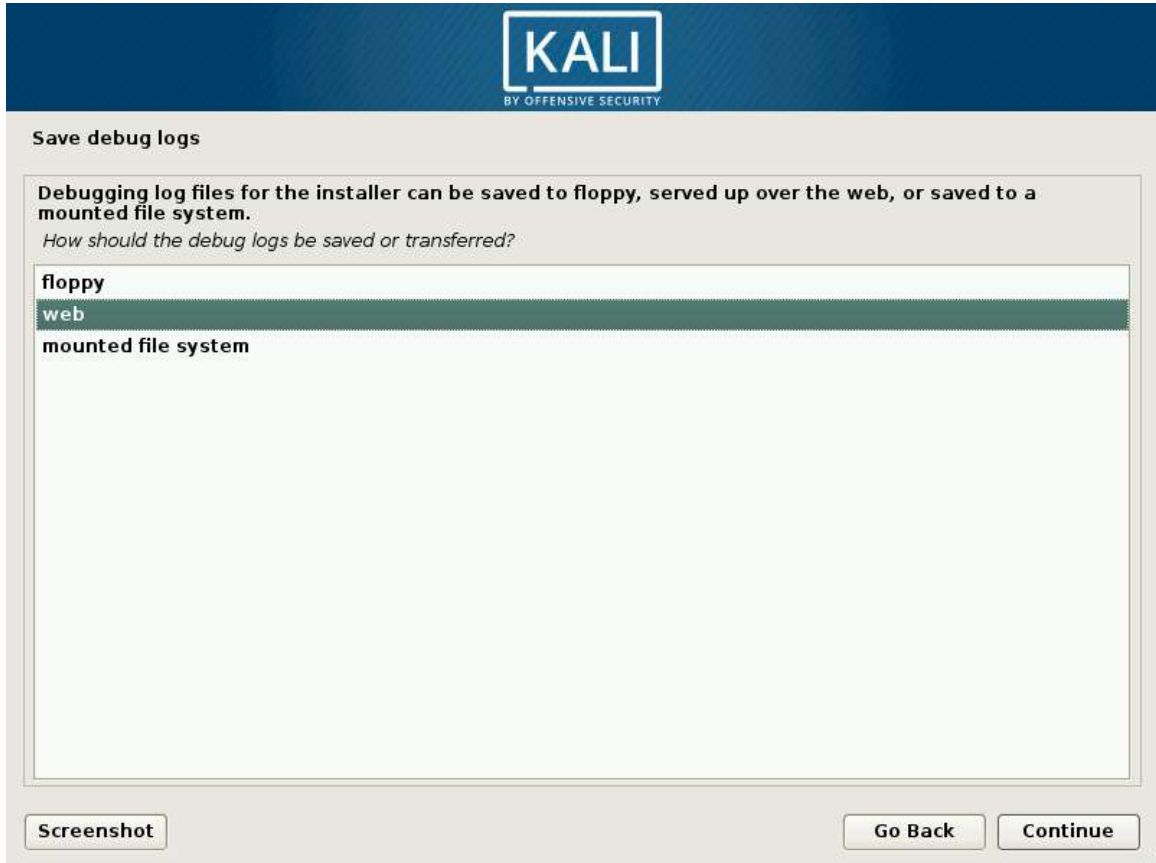 KALI
BY OFFENSIVE SECURITY
Save debug logs
Debugging log files for the installer can be saved to floppy, served up over the web, or saved to a
mounted file system.
How should the debug logs be saved or transferred?
floppy
web
mounted file system
Screenshot
Go Back
Continue